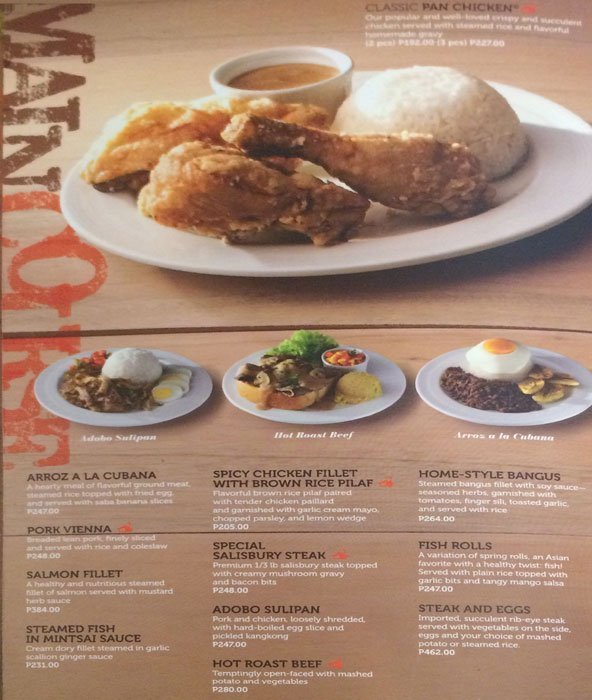 MAIN COURSE
CLASSIC PAN CHICKEN®
Our popular and well-loved crispy and succulent
chicken served with steamed rice and flavorful
homemade gravy
(2 pcs) P192.00 (3 pcs) P227.00
Adobo Sulipan
Hot Roast Beef
Arroz a la Cubana
ARROZ A LA CUBANA
A hearty meal of flavorful ground meat,
steamed rice topped with fried egg,
and served with saba banana slices
P247.00
PORK VIENNA
Breaded lean pork, finely sliced
and served with rice and coleslaw
P248.00
SALMON FILLET
A healthy and nutritious steamed
fillet of salmon served with mustard
herb sauce
P384.00
STEAMED FISH
IN MINTSAI SAUCE
Cream dory fillet steamed in garlic
scallion ginger sauce
P231.00
SPICY CHICKEN FILLET
WITH BROWN RICE PILAF
Flavorful brown rice pilaf paired
with tender chicken paillard
and garnished with garlic cream mayo,
chopped parsley, and lemon wedge
P205.00
SPECIAL
SALISBURY STEAK
Premium 1/3 lb salisbury steak topped
with creamy mushroom gravy
and bacon bits
P248.00
ADOBO SULIPAN
Pork and chicken, loosely shredded,
with hard-boiled egg slice and
pickled kangkong
P247.00
HOT ROAST BEEF
Temptingly open-faced with mashed
potato and vegetables
P280.00
HOME-STYLE BANGUS
Steamed bangus fillet with soy sauce—
seasoned herbs, garnished with
tomatoes, finger sili, toasted garlic,
and served with rice
P264.00
FISH ROLLS
A variation of spring rolls, an Asian
favorite with a healthy twist: fish!
Served with plain rice topped with
garlic bits and tangy mango salsa
P247.00
STEAK AND EGGS
Imported, succulent rib-eye steak
served with vegetables on the side,
eggs and your choice of mashed
potato or steamed rice.
P462.00